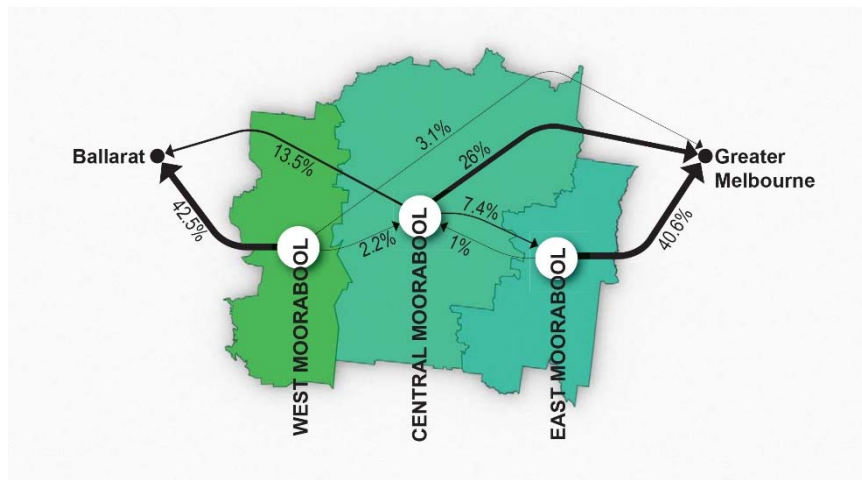 Ballarat
Greater
Melbourne
3.1%
13.5%
26%
42.5%
7.4%
2.2%
1%
40.6%
WEST MOORABOOL
CENTRAL MOORABOOL
EAST MOORABOOL